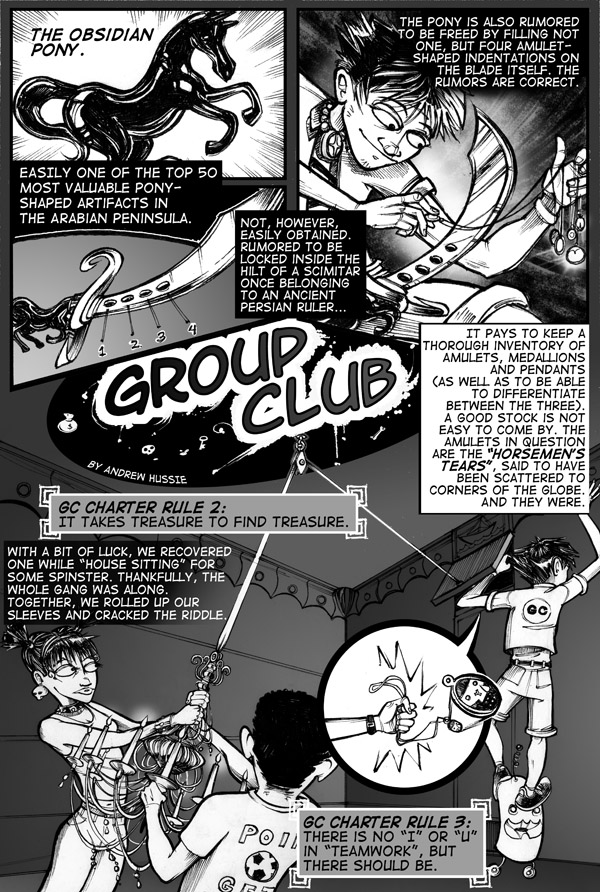 THE OBSIDIAN
PONY.
EASILY ONE OF THE TOP 50
MOST VALUABLE PONY-
SHAPED ARTIFACTS IN
THE ARABIAN PENINSULA.
NOT, HOWEVER,
EASILY OBTAINED.
RUMORED TO BE
LOCKED INSIDE THE
HILT OF A SCIMITAR
ONCE BELONGING
TO AN ANCIENT
PERSIAN RULER...
1 2 3 4
THE PONY IS ALSO RUMORED
TO BE FREED BY FILLING NOT
ONE, BUT FOUR AMULET-
SHAPED INDENTATIONS ON
THE BLADE ITSELF. THE
RUMORS ARE CORRECT.
GROUP
CLUB
BY ANDREW HUSSIE
IT PAYS TO KEEP A
THOROUGH INVENTORY OF
AMULETS, MEDALLIONS
AND PENDANTS
(AS WELL AS TO BE ABLE
TO DIFFERENTIATE
BETWEEN THE THREE).
A GOOD STOCK IS NOT
EASY TO COME BY. THE
AMULETS IN QUESTION
ARE THE "HORSEMEN'S
TEARS", SAID TO HAVE
BEEN SCATTERED TO
CORNERS OF THE GLOBE.
AND THEY WERE.
GC CHARTER RULE 2:
IT TAKES TREASURE TO FIND TREASURE.
WITH A BIT OF LUCK, WE RECOVERED
ONE WHILE "HOUSE SITTING" FOR
SOME SPINSTER. THANKFULLY, THE
WHOLE GANG WAS ALONG.
TOGETHER, WE ROLLED UP OUR
SLEEVES AND CRACKED THE RIDDLE.
GC
GC CHARTER RULE 3:
THERE IS NO "I" OR "U"
IN "TEAMWORK", BUT
THERE SHOULD BE.